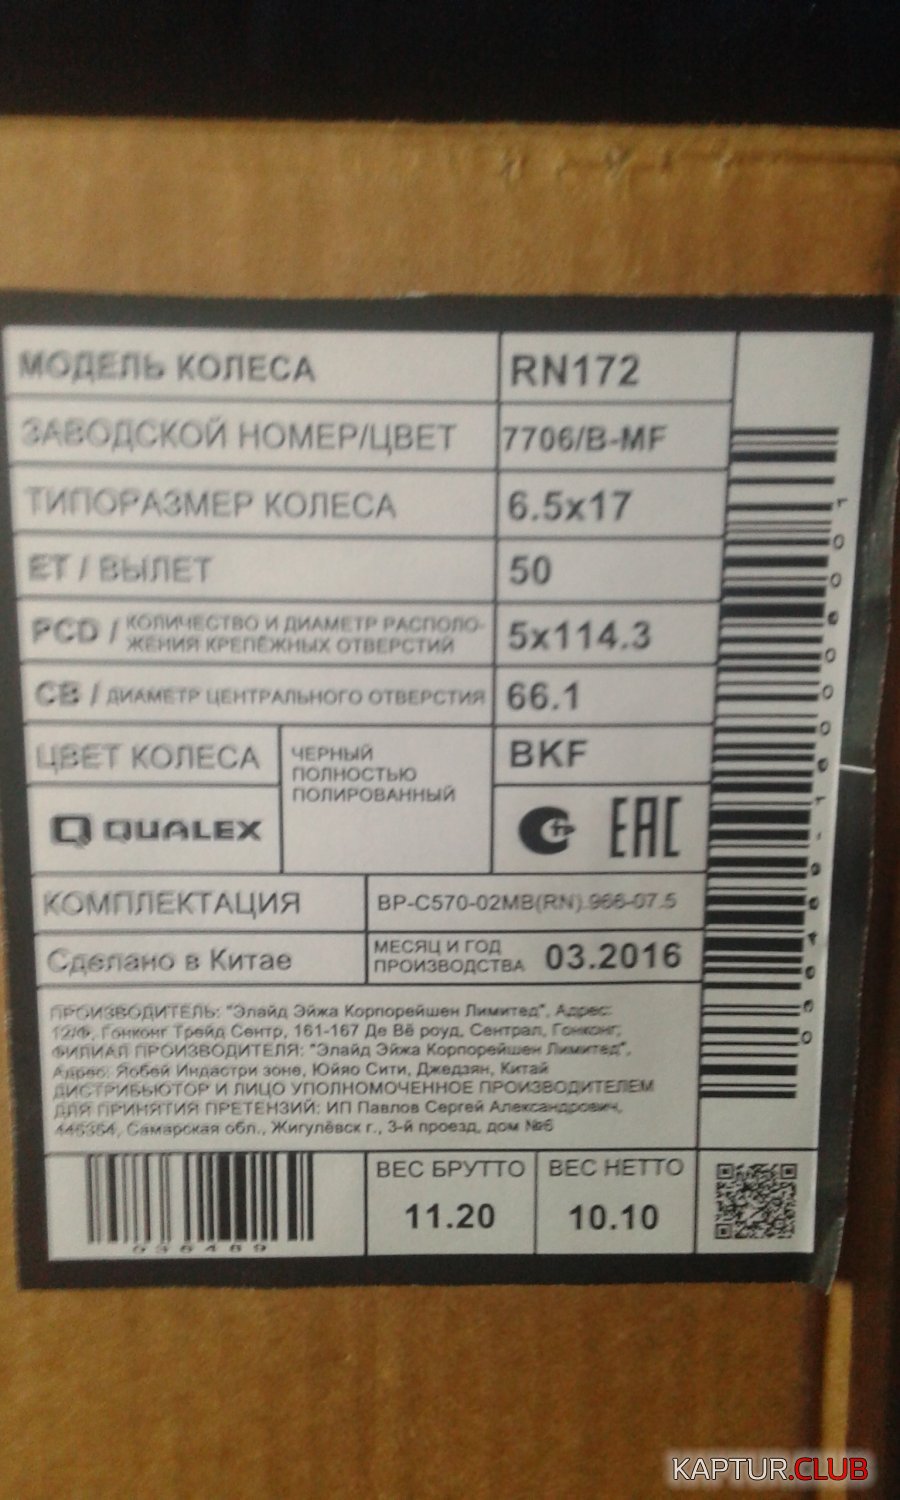 МОДЕЛЬ КОЛЕСА RN172
ЗАВОДСКОЙ НОМЕР/ЦВЕТ 7706/B-MF
ТИПОРАЗМЕР КОЛЕСА 6.5x17
ET / ВЫЛЕТ 50
PCD / КОЛИЧЕСТВО И ДИАМЕТР РАСПОЛО-
ЖЕНИЯ КРЕПЁЖНЫХ ОТВЕРСТИЙ 5x114.3
CB / ДИАМЕТР ЦЕНТРАЛЬНОГО ОТВЕРСТИЯ 66.1
ЦВЕТ КОЛЕСА
ЧЕРНЫЙ
ПОЛНОСТЬЮ
ПОЛИРОВАННЫЙ
BKF
QUALEX
EAC
КОМПЛЕКТАЦИЯ BP-C570-02MB(RN).966-07.5
Сделано в Китае
МЕСЯЦ И ГОД
ПРОИЗВОДСТВА 03.2016
ПРОИЗВОДИТЕЛЬ: "Элайд Эйжа Корпорейшен Лимитед", Адрес:
12/Ф, Гонконг Трейд Сентр, 161-167 Де Вё роуд, Сентрал, Гонконг;
ФИЛИАЛ ПРОИЗВОДИТЕЛЯ: "Элайд Эйжа Корпорейшен Лимитед",
Адрес: Яобей Индастри зоне, Юйяо Сити, Джедзян, Китай
ДИСТРИБЬЮТОР И ЛИЦО УПОЛНОМОЧЕННОЕ ПРОИЗВОДИТЕЛЕМ
ДЛЯ ПРИНЯТИЯ ПРЕТЕНЗИЙ: ИП Павлов Сергей Александрович,
445354, Самарская обл., Жигулёвск г., 3-й проезд, дом №6
036469
ВЕС БРУТТО
11.20
ВЕС НЕТТО
10.10
KAPTUR.CLUB